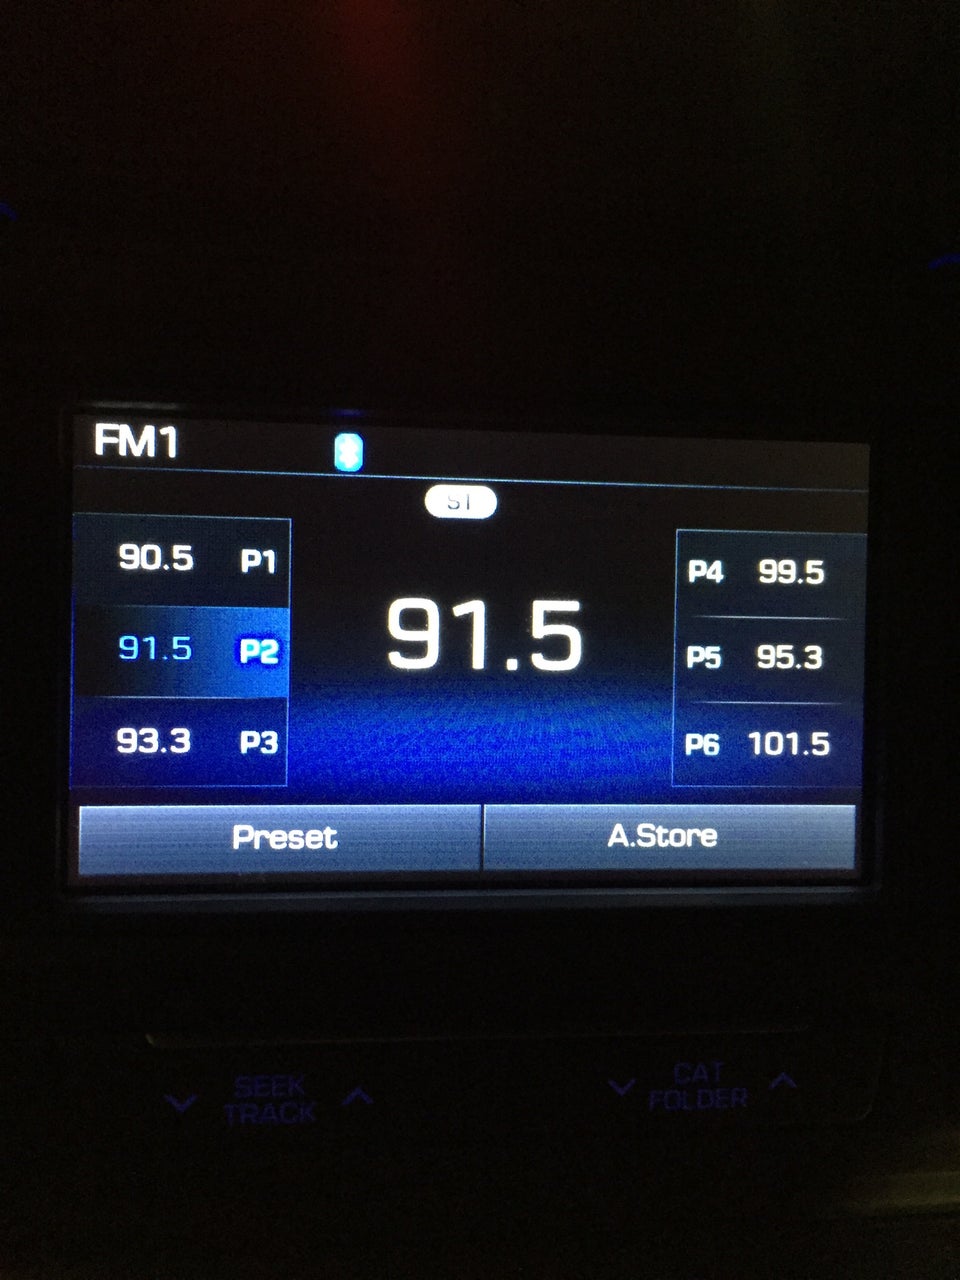 FM1
ST
90.5 P1
91.5 P2
93.3 P3
91.5
P4 99.5
P5 95.3
P6 101.5
Preset
A.Store
SEEK
TRACK
CAT
FOLDER